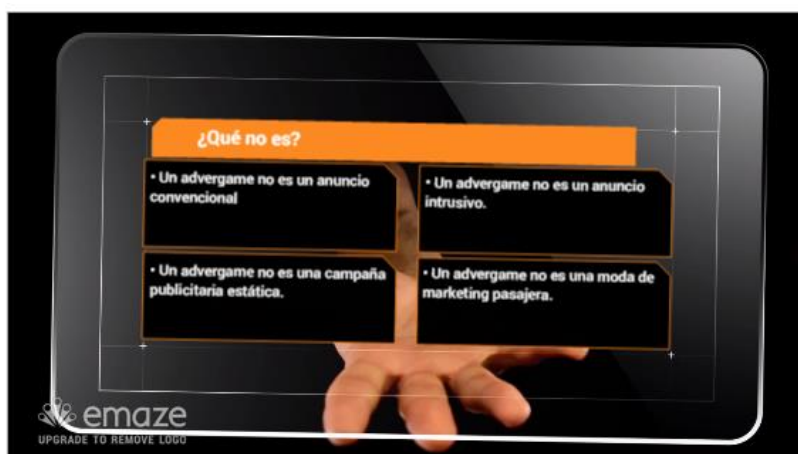 ¿Qué no es?
• Un advergame no es un anuncio
convencional
• Un advergame no es un anuncio
intrusivo.
• Un advergame no es una campaña
publicitaria estática.
• Un advergame no es una moda de
marketing pasajera.
emaze
UPGRADE TO REMOVE LOGO